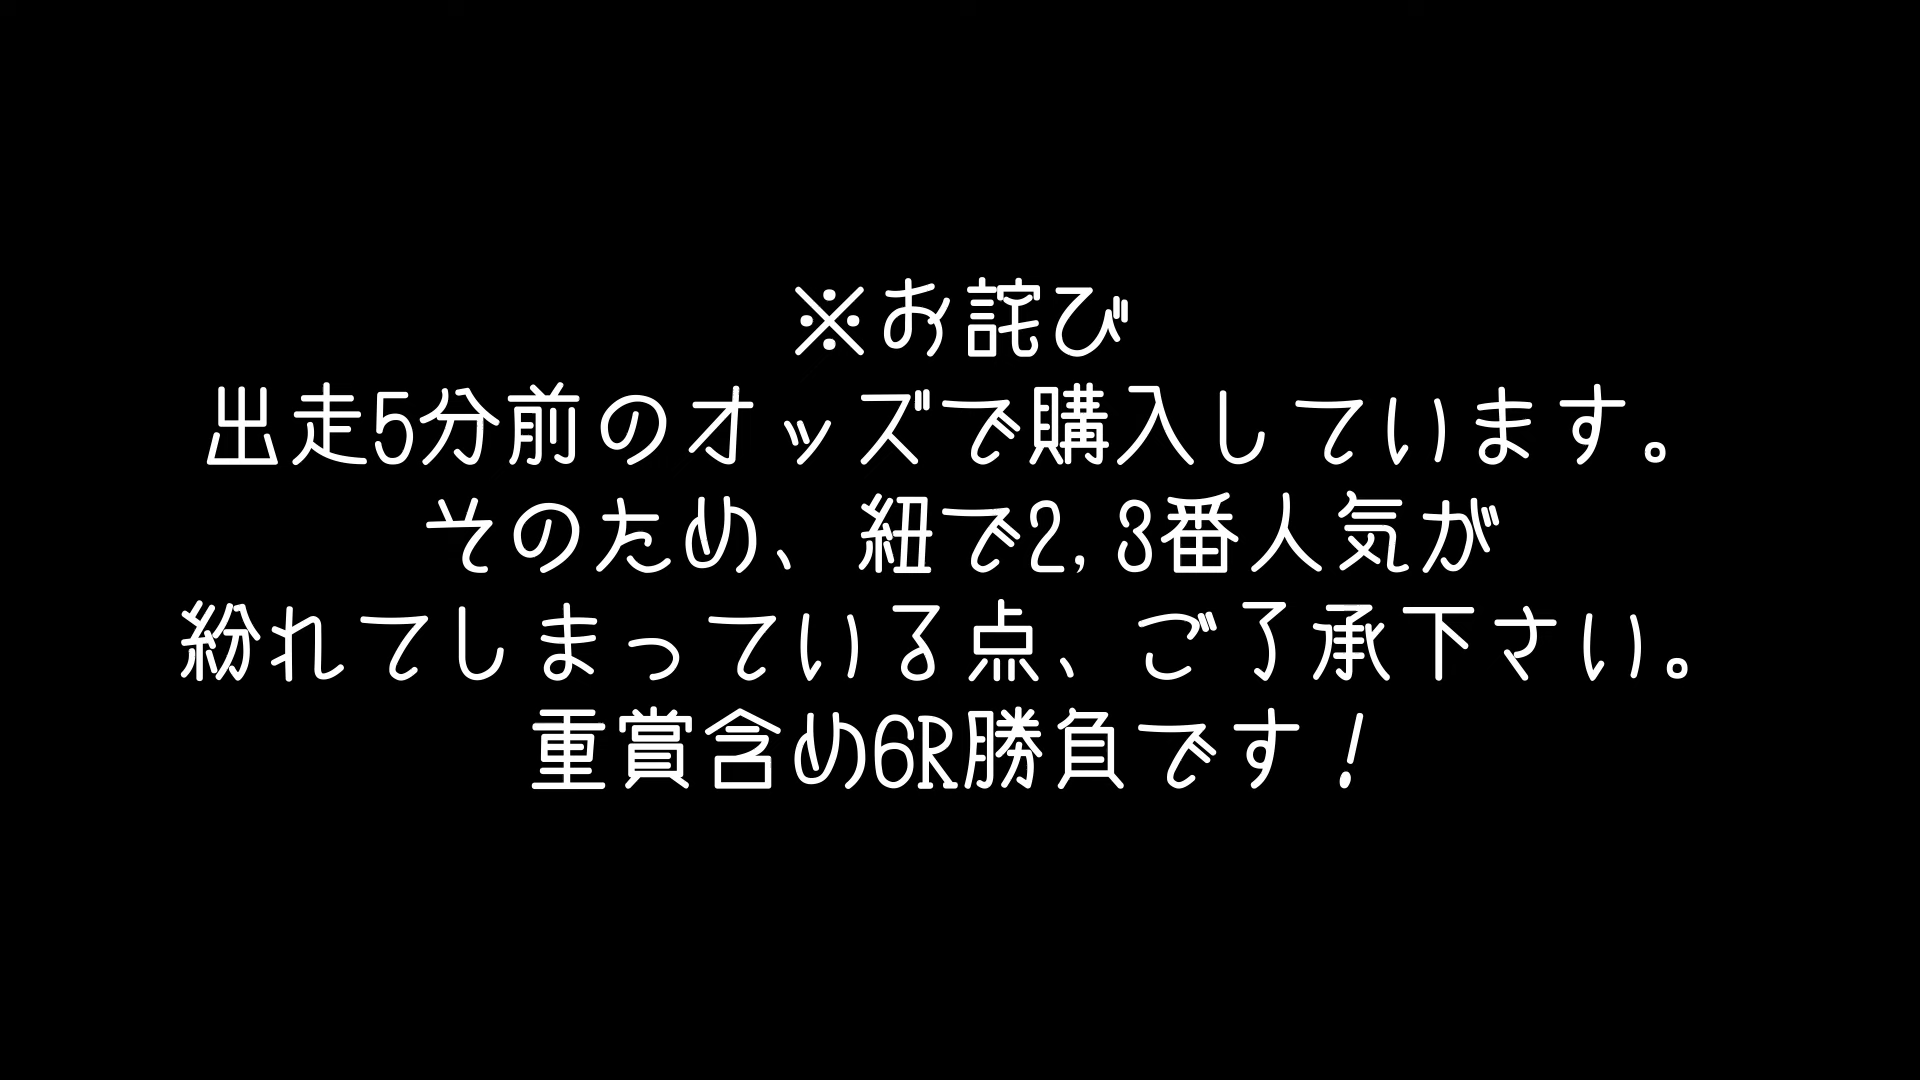 ※お詫び
出走5分前のオッズで購入しています。
そのため、紐で2,3番人気が
紛れてしまっている点、ご了承下さい。
重賞含め6R勝負です!